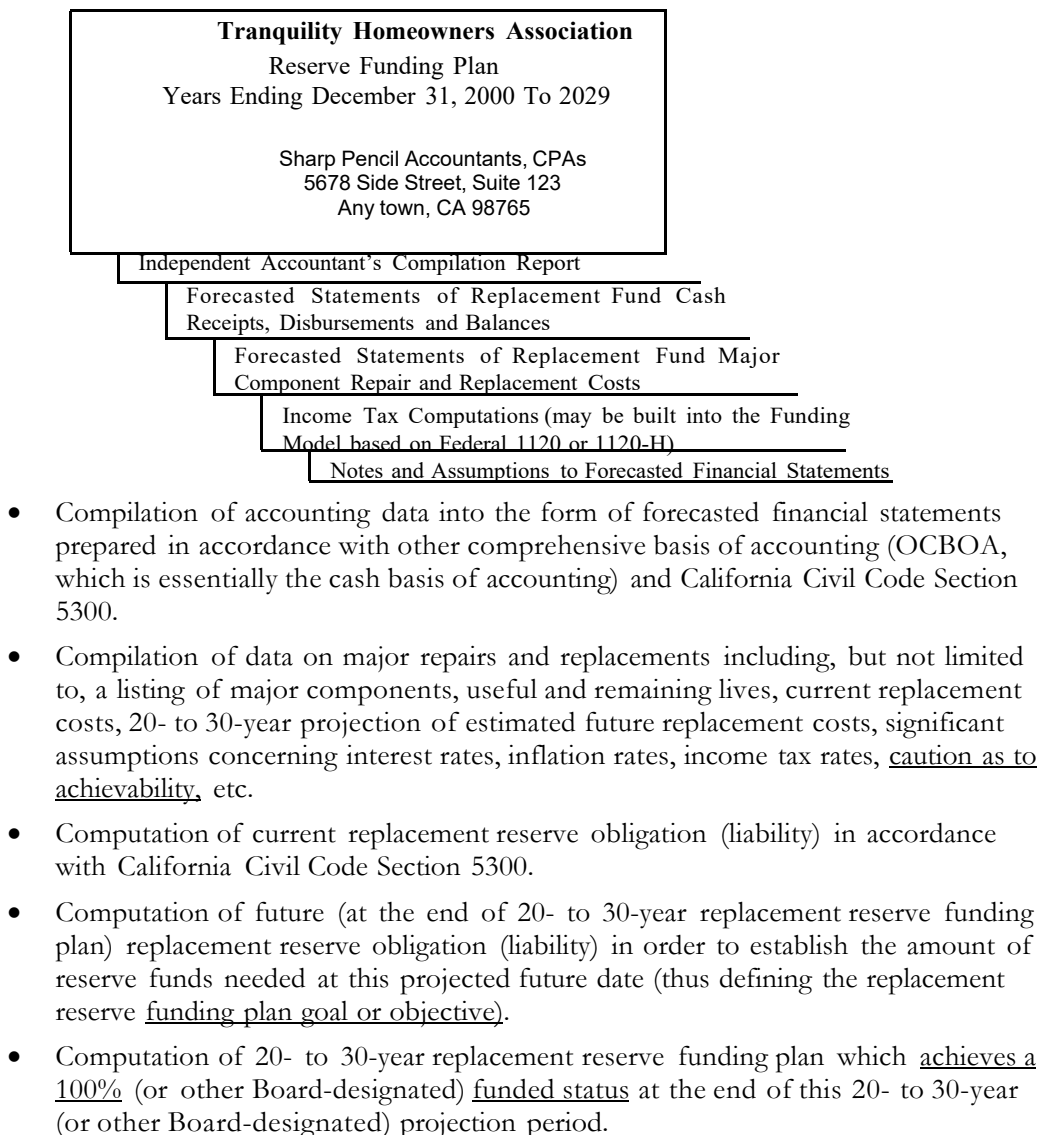 Tranquility Homeowners Association
Reserve Funding Plan
Years Ending December 31, 2000 To 2029
Sharp Pencil Accountants, CPAs
5678 Side Street, Suite 123
Any town, CA 98765
Independent Accountant's Compilation Report
Forecasted Statements of Replacement Fund Cash
Receipts, Disbursements and Balances
Forecasted Statements of Replacement Fund Major
Component Repair and Replacement Costs
Income Tax Computations (may be built into the Funding
Model based on Federal 1120 or 1120-H)
Notes and Assumptions to Forecasted Financial Statements
• Compilation of accounting data into the form of forecasted financial statements
prepared in accordance with other comprehensive basis of accounting (OCBOA,
which is essentially the cash basis of accounting) and California Civil Code Section
5300.
• Compilation of data on major repairs and replacements including, but not limited
to, a listing of major components, useful and remaining lives, current replacement
costs, 20- to 30-year projection of estimated future replacement costs, significant
assumptions concerning interest rates, inflation rates, income tax rates, caution as to
achievability, etc.
• Computation of current replacement reserve obligation (liability) in accordance
with California Civil Code Section 5300.
• Computation of future (at the end of 20- to 30-year replacement reserve funding
plan) replacement reserve obligation (liability) in order to establish the amount of
reserve funds needed at this projected future date (thus defining the replacement
reserve funding plan goal or objective).
• Computation of 20- to 30-year replacement reserve funding plan which achieves a
100% (or other Board-designated) funded status at the end of this 20- to 30-year
(or other Board-designated) projection period.